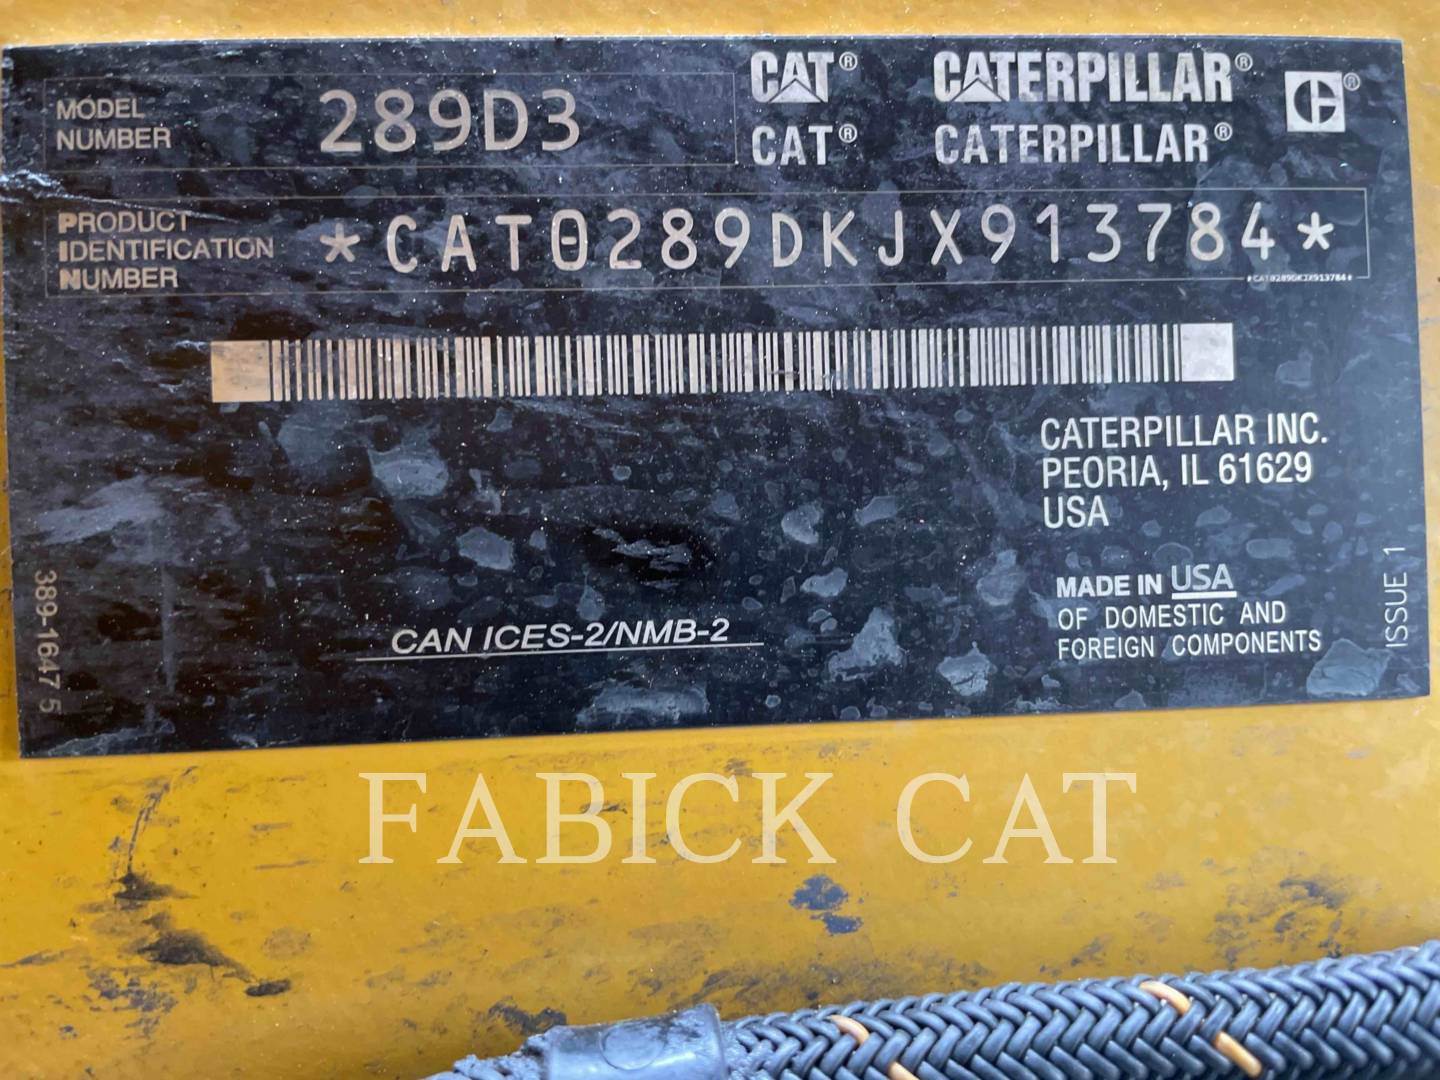 MODEL
NUMBER
289D3
CAT® CATERPILLAR® ®
CAT® CATERPILLAR®
PRODUCT
IDENTIFICATION
NUMBER
*CAT0289DKJX913784*
*CAT0289DKJX913784*
CATERPILLAR INC.
PEORIA, IL 61629
USA
MADE IN USA
OF DOMESTIC AND
FOREIGN COMPONENTS
CAN ICES-2/NMB-2
389-1647 5
ISSUE 1
FABICK CAT